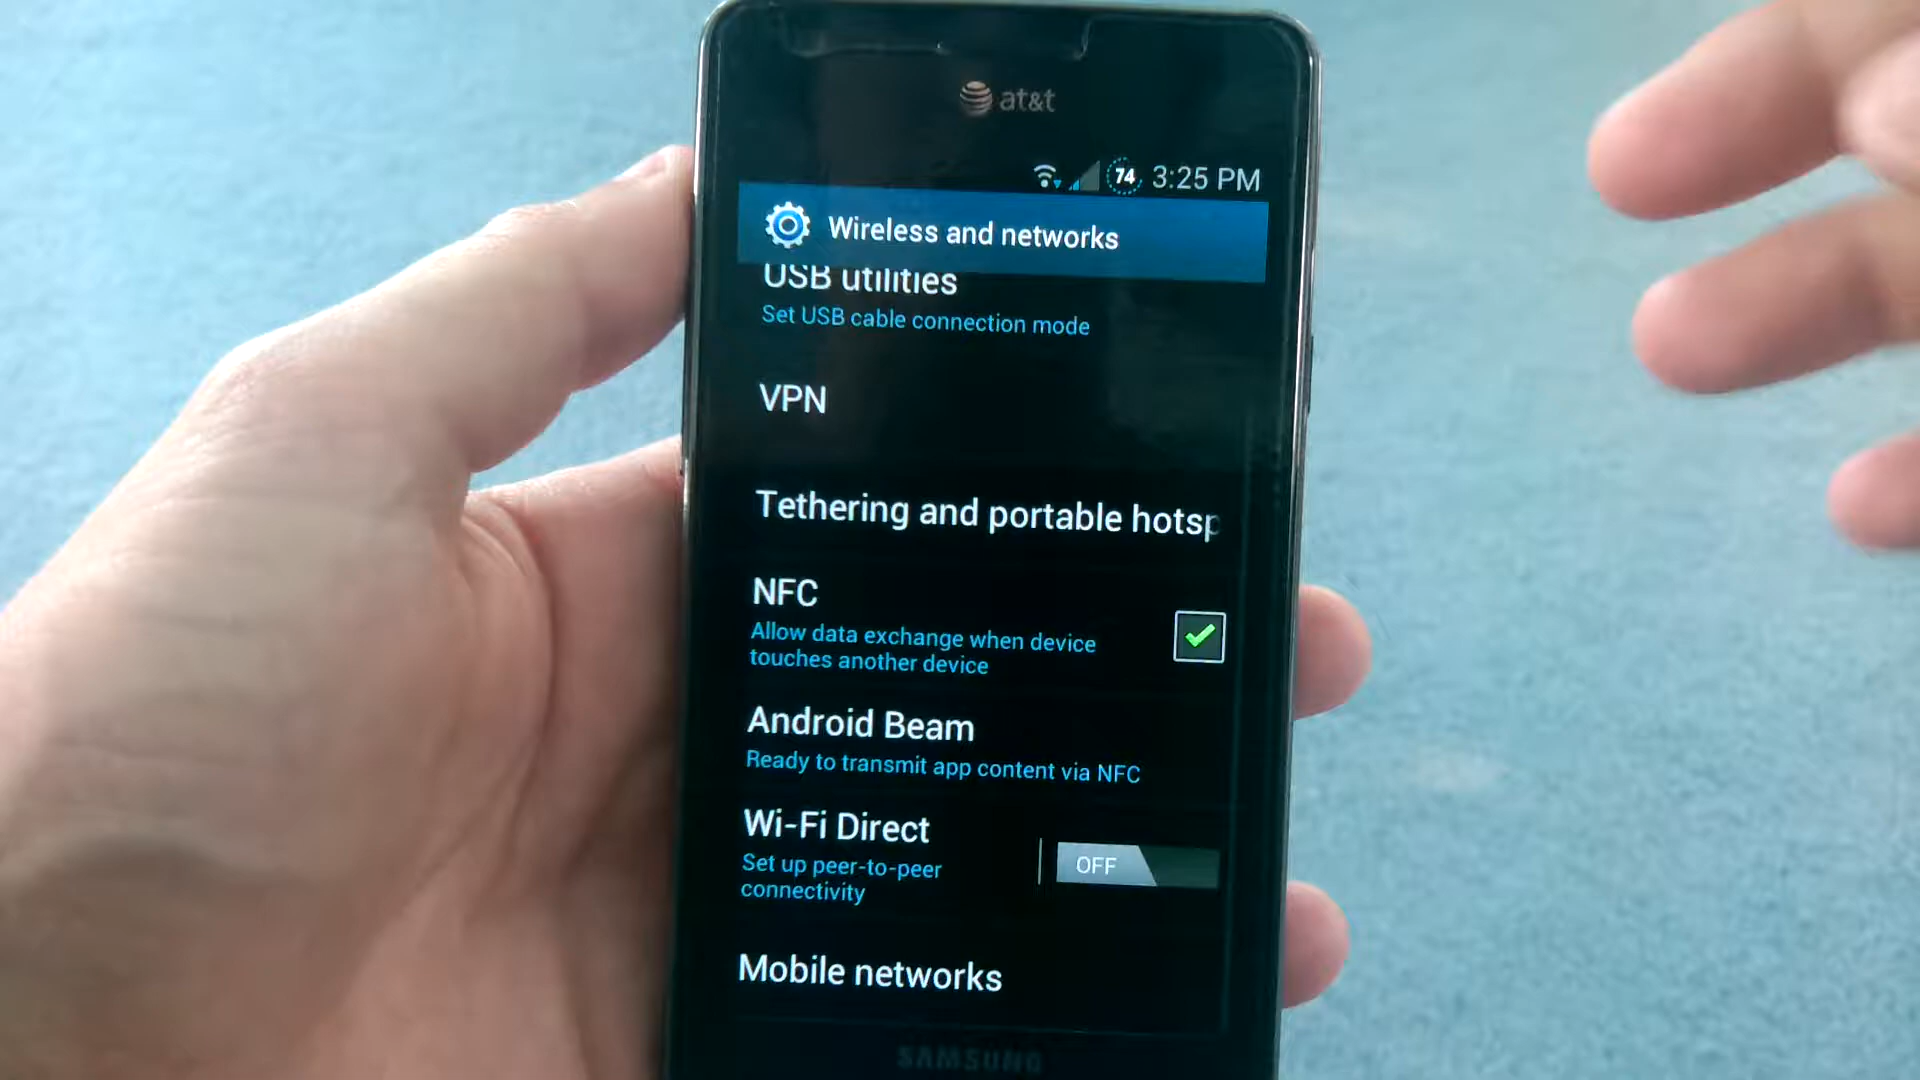 at&t
74 3:25 PM
Wireless and networks
USB utilities
Set USB cable connection mode
VPN
Tethering and portable hotsp
NFC
Allow data exchange when device
touches another device
Android Beam
Ready to transmit app content via NFC
Wi-Fi Direct
Set up peer-to-peer
connectivity
OFF
Mobile networks
SAMSUNG